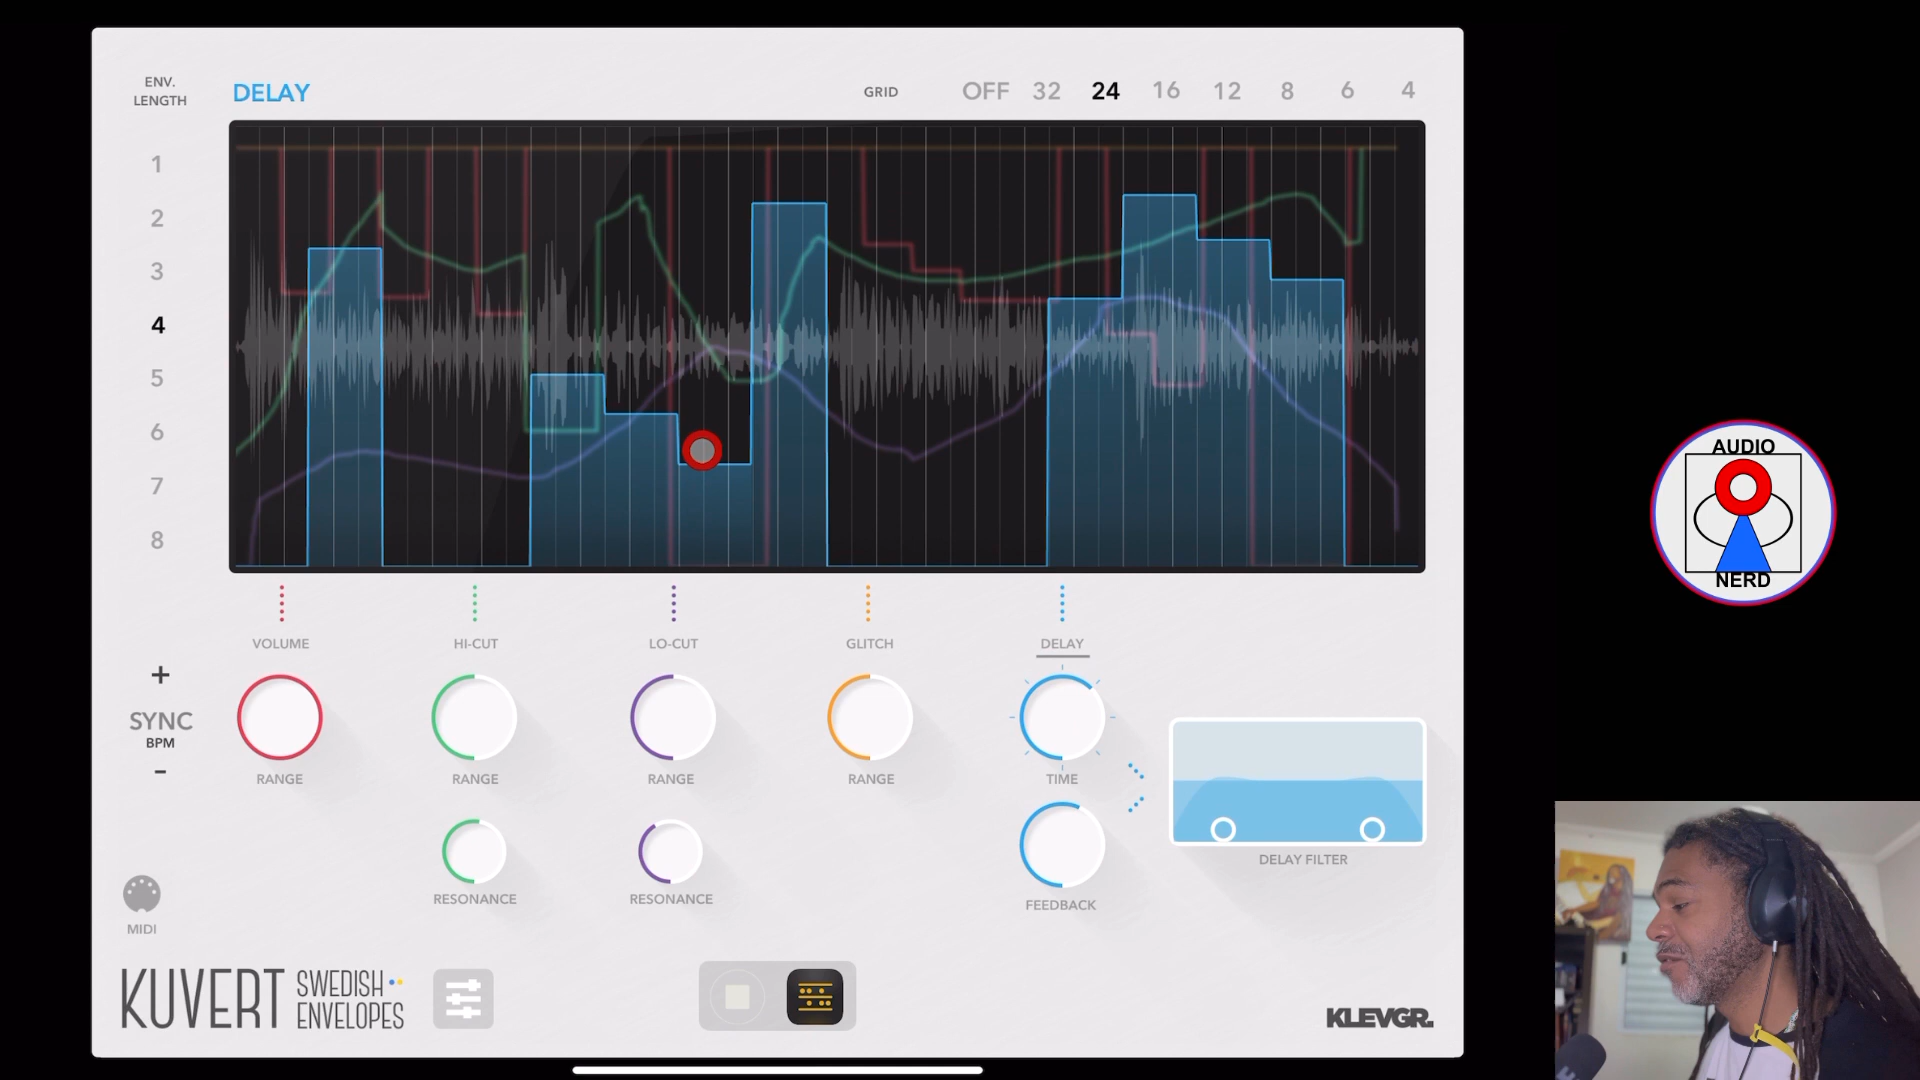 ENV.
LENGTH
DELAY
GRID
OFF 32 24 16 12 8 6 4
1
2
3
4
5
6
7
8
VOLUME HI-CUT LO-CUT GLITCH DELAY
+
SYNC
BPM
-
RANGE RANGE RANGE RANGE TIME
RESONANCE RESONANCE FEEDBACK
DELAY FILTER
MIDI
KUVERT
SWEDISH
ENVELOPES
KLEVGR.
AUDIO
NERD